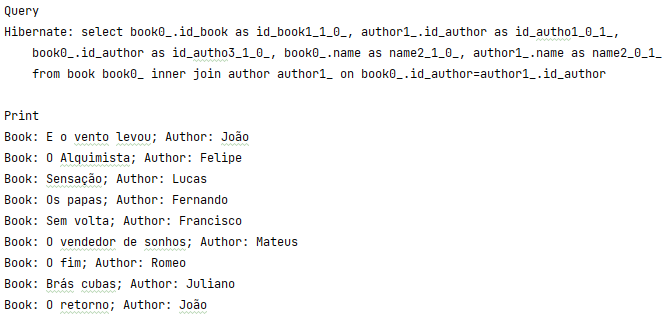 Query
Hibernate: select book0_.id_book as id_book1_1_0_, author1_.id_author as id_autho1_0_1_,
book0_.id_author as id_autho3_1_0_, book0_.name as name2_1_0_, author1_.name as name2_0_1_
from book book0_ inner join author author1_ on book0_.id_author=author1_.id_author
Print
Book: E o vento levou; Author: João
Book: O Alquimista; Author: Felipe
Book: Sensação; Author: Lucas
Book: Os papas; Author: Fernando
Book: Sem volta; Author: Francisco
Book: O vendedor de sonhos; Author: Mateus
Book: O fim; Author: Romeo
Book: Brás cubas; Author: Juliano
Book: O retorno; Author: João